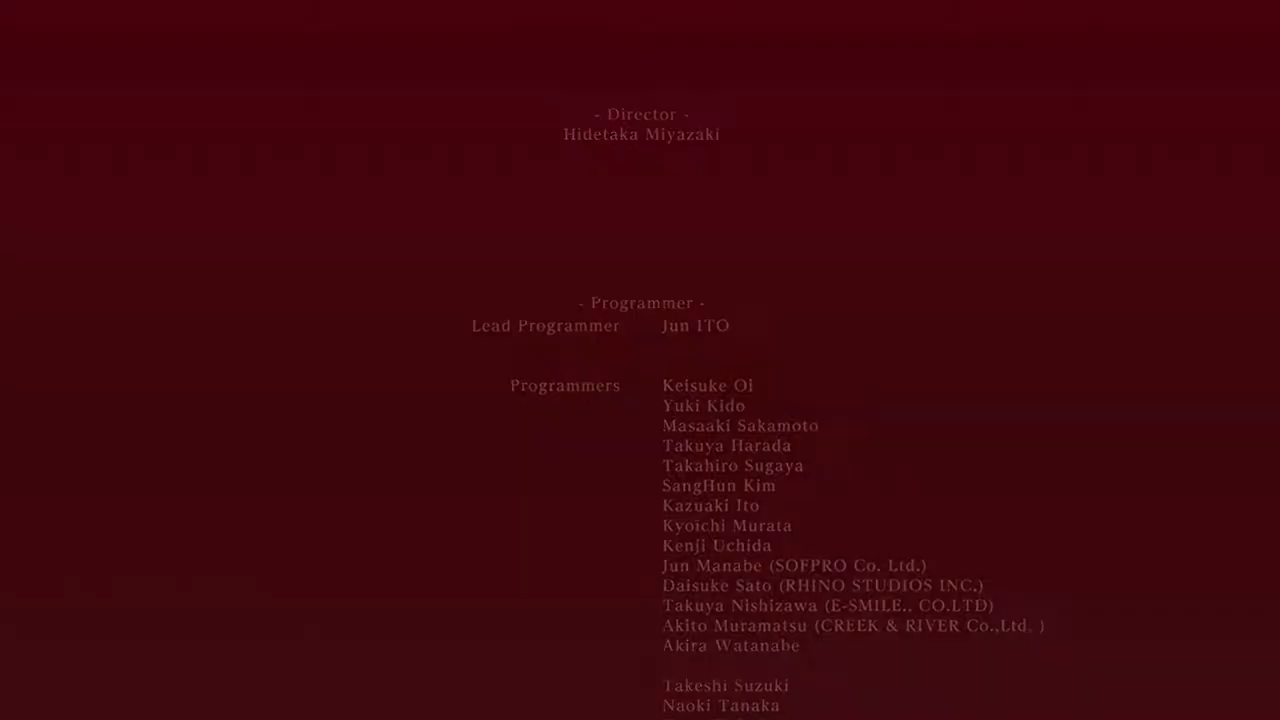 - Director -
Hidetaka Miyazaki
- Programmer -
Lead Programmer Jun ITO
Programmers Keisuke Oi
Yuki Kido
Masaaki Sakamoto
Takuya Harada
Takahiro Sugaya
SangHun Kim
Kazuaki Ito
Kyoichi Murata
Kenji Uchida
Jun Manabe (SOFPRO Co. Ltd.)
Daisuke Sato (RHINO STUDIOS INC.)
Takuya Nishizawa (E-SMILE.. CO.LTD)
Akito Muramatsu (CREEK & RIVER Co.,Ltd. )
Akira Watanabe
Takeshi Suzuki
Naoki Tanaka